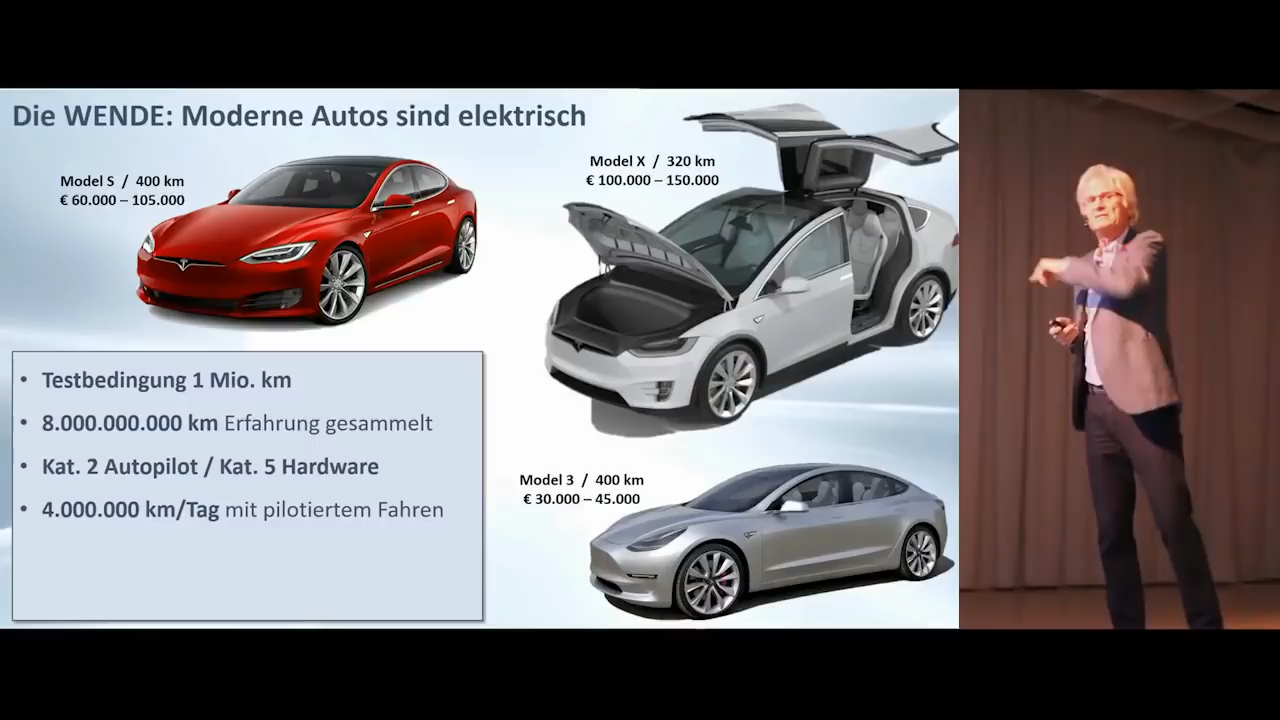 Die WENDE: Moderne Autos sind elektrisch
Model S / 400 km
€ 60.000 – 105.000
Model X / 320 km
€ 100.000 – 150.000
• Testbedingung 1 Mio. km
• 8.000.000.000 km Erfahrung gesammelt
• Kat. 2 Autopilot / Kat. 5 Hardware
• 4.000.000 km/Tag mit pilotiertem Fahren
Model 3 / 400 km
€ 30.000 – 45.000